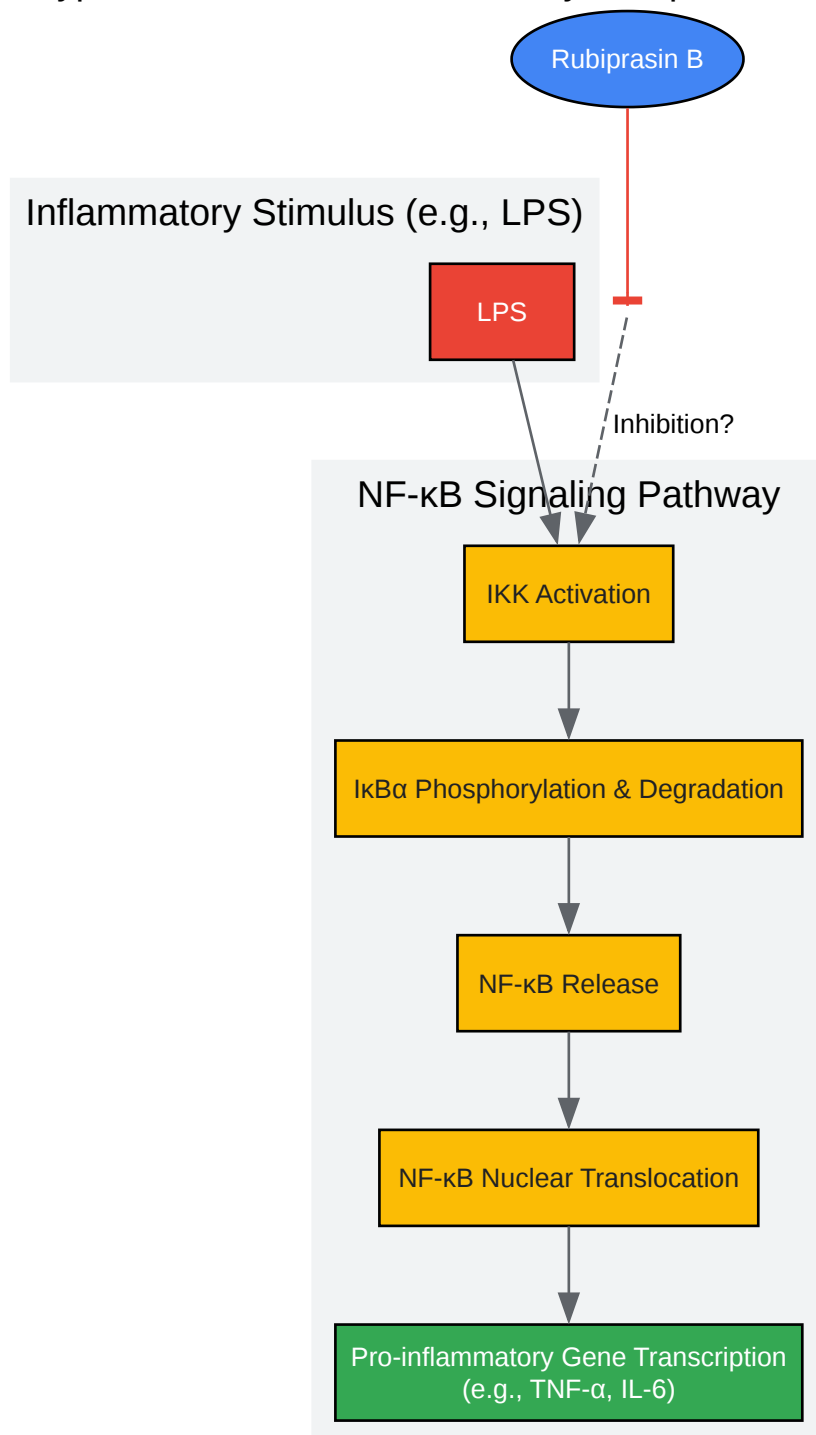 Rubiprasin B
Inflammatory Stimulus (e.g., LPS)
LPS
Inhibition?
NF-κB Signaling Pathway
IKK Activation
IκBα Phosphorylation & Degradation
NF-κB Release
NF-κB Nuclear Translocation
Pro-inflammatory Gene Transcription
(e.g., TNF-α, IL-6)